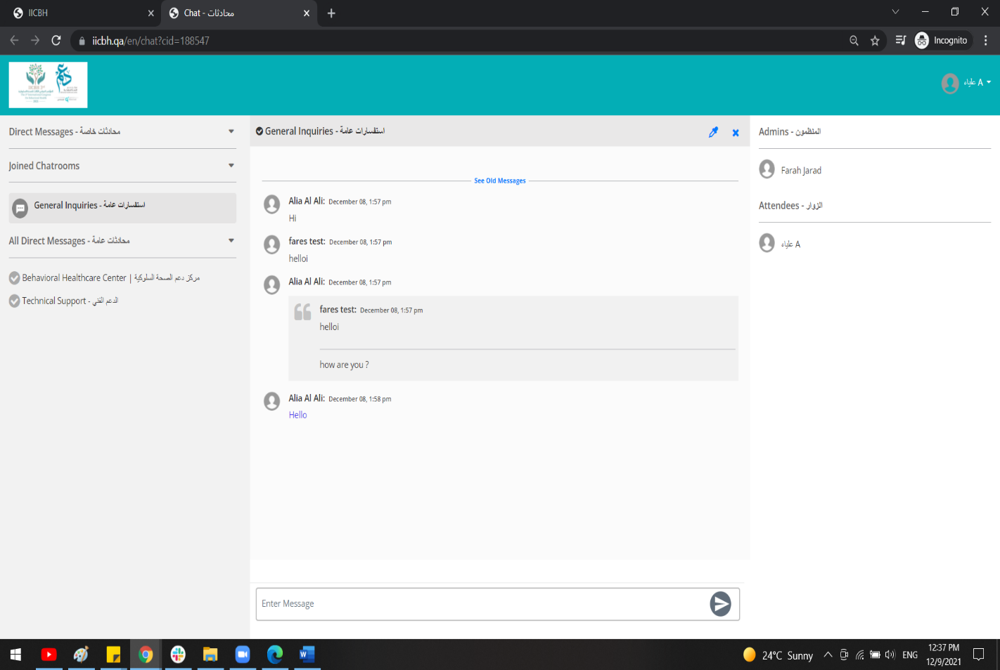 IICBH
Chat - محادثات
iicbh.qa/en/chat?cid=188547
Incognito
علياء A
Direct Messages - محادثات خاصة
Joined Chatrooms
General Inquiries - استفسارات عامة
All Direct Messages - محادثات عامة
Behavioral Healthcare Center | مركز دعم الصحة السلوكية
Technical Support - الدعم الفني
General Inquiries - استفسارات عامة
See Old Messages
Alia Al Ali: December 08, 1:57 pm
Hi
fares test: December 08, 1:57 pm
helloi
Alia Al Ali: December 08, 1:57 pm
fares test: December 08, 1:57 pm
helloi
how are you ?
Alia Al Ali: December 08, 1:58 pm
Hello
Enter Message
Admins - المنظمون
Farah Jarad
Attendees - الزوار
علياء A
24°C Sunny
ENG
12:37 PM
12/9/2021